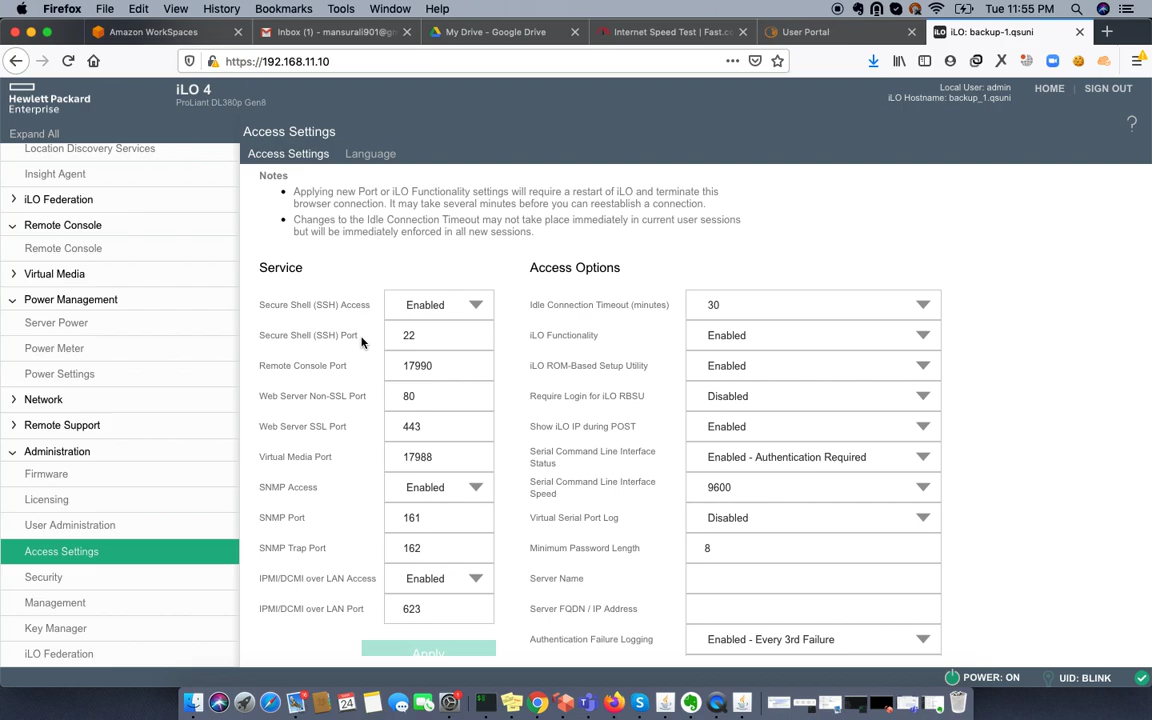 Firefox File Edit View History Bookmarks Tools Window Help
Tue 11:55 PM
Amazon WorkSpaces
Inbox (1) - mansurali901@g
My Drive - Google Drive
Internet Speed Test | Fast.c
User Portal
iLO: backup-1.qsuni
https://192.168.11.10
Hewlett Packard
Enterprise
iLO 4
ProLiant DL380p Gen8
Local User: admin
iLO Hostname: backup_1.qsuni
HOME
SIGN OUT
Expand All
Location Discovery Services
Insight Agent
iLO Federation
Remote Console
Remote Console
Virtual Media
Power Management
Server Power
Power Meter
Power Settings
Network
Remote Support
Administration
Firmware
Licensing
User Administration
Access Settings
Security
Management
Key Manager
iLO Federation
Access Settings
?
Access Settings
Language
Notes
Applying new Port or iLO Functionality settings will require a restart of iLO and terminate this
browser connection. It may take several minutes before you can reestablish a connection.
Changes to the Idle Connection Timeout may not take place immediately in current user sessions
but will be immediately enforced in all new sessions.
Service
Secure Shell (SSH) Access Enabled
Secure Shell (SSH) Port 22
Remote Console Port 17990
Web Server Non-SSL Port 80
Web Server SSL Port 443
Virtual Media Port 17988
SNMP Access Enabled
SNMP Port 161
SNMP Trap Port 162
IPMI/DCMI over LAN Access Enabled
IPMI/DCMI over LAN Port 623
Apply
Access Options
Idle Connection Timeout (minutes) 30
iLO Functionality Enabled
iLO ROM-Based Setup Utility Enabled
Require Login for iLO RBSU Disabled
Show iLO IP during POST Enabled
Serial Command Line Interface
Status
Enabled - Authentication Required
Serial Command Line Interface
Speed
9600
Virtual Serial Port Log Disabled
Minimum Password Length 8
Server Name
Server FQDN / IP Address
Authentication Failure Logging Enabled - Every 3rd Failure
POWER: ON
UID: BLINK